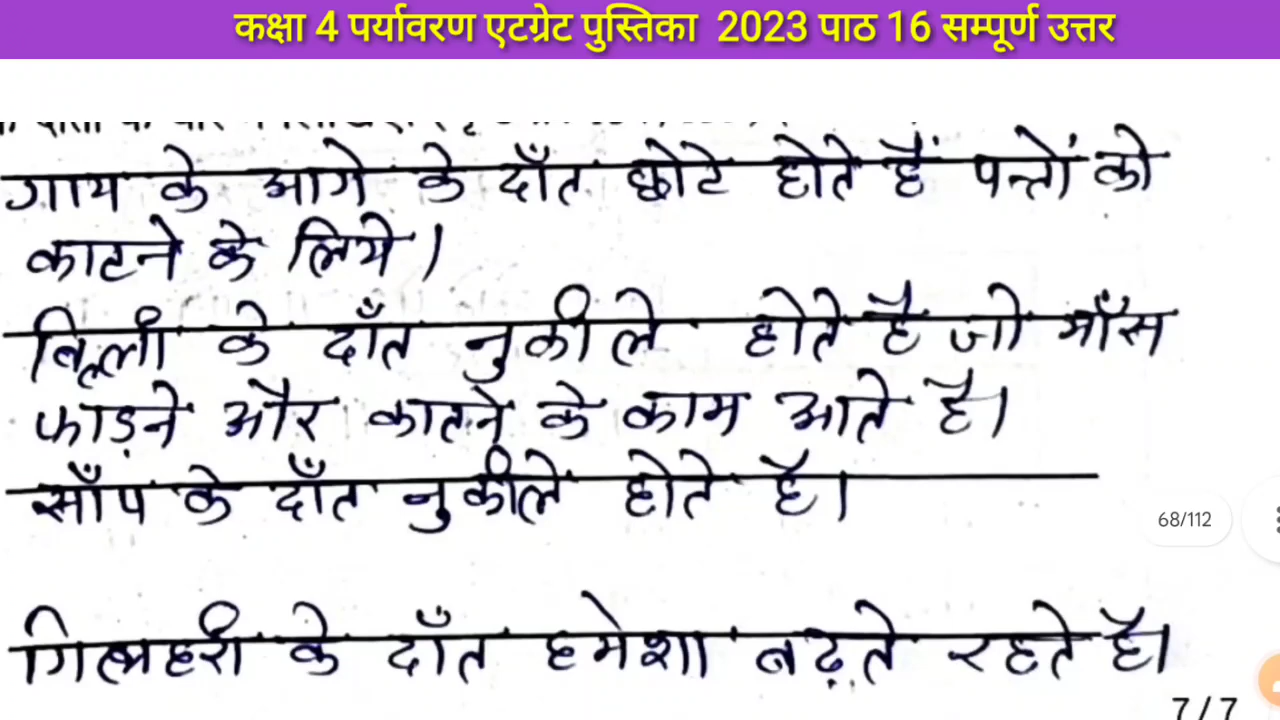 कक्षा 4 पर्यावरण एटग्रेट पुस्तिका 2023 पाठ 16 सम्पूर्ण उत्तर
गाय के आगे के दाँत छोटे होते हैं पत्तों को
काटने के लिये।
बिल्ली के दाँत नुकीले होते है जो माँस
फाड़ने और काटने के काम आते है।
साँप के दाँत नुकीले होते है।
68/112
गिलहरी के दाँत हमेशा बढ़ते रहते है।
7/7